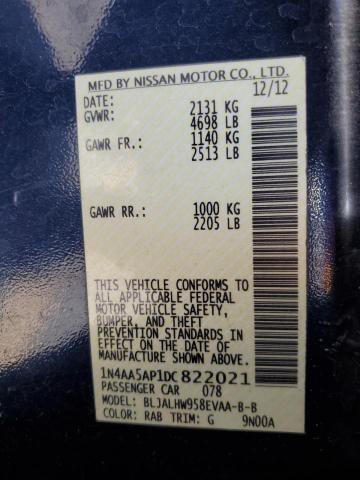 MFD BY NISSAN MOTOR CO., LTD.
DATE: 12/12
GVWR: 2131 KG
4698 LB
GAWR FR.: 1140 KG
2513 LB
GAWR RR.: 1000 KG
2205 LB
THIS VEHICLE CONFORMS TO
ALL APPLICABLE FEDERAL
MOTOR VEHICLE SAFETY,
BUMPER, AND THEFT
PREVENTION STANDARDS IN
EFFECT ON THE DATE OF
MANUFACTURE SHOWN ABOVE.
1N4AA5AP1DC822021
PASSENGER CAR 078
MODEL: BLJALHW958EVAA-B-B
COLOR: RAB TRIM: G 9N00A